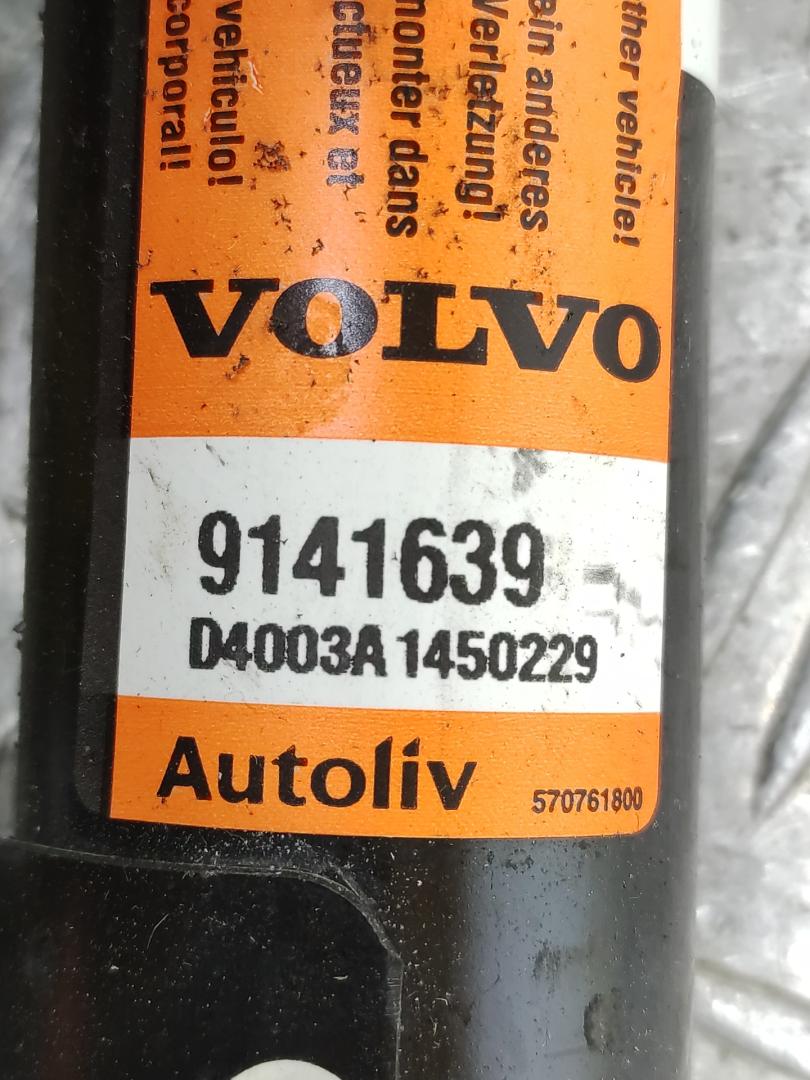 ther vehicle!
ein anderes
Verletzung!
monter dans
ctueux et
vehiculo!
corporal!
VOLVO
9141639
D4003A 1450229
Autoliv
570761800